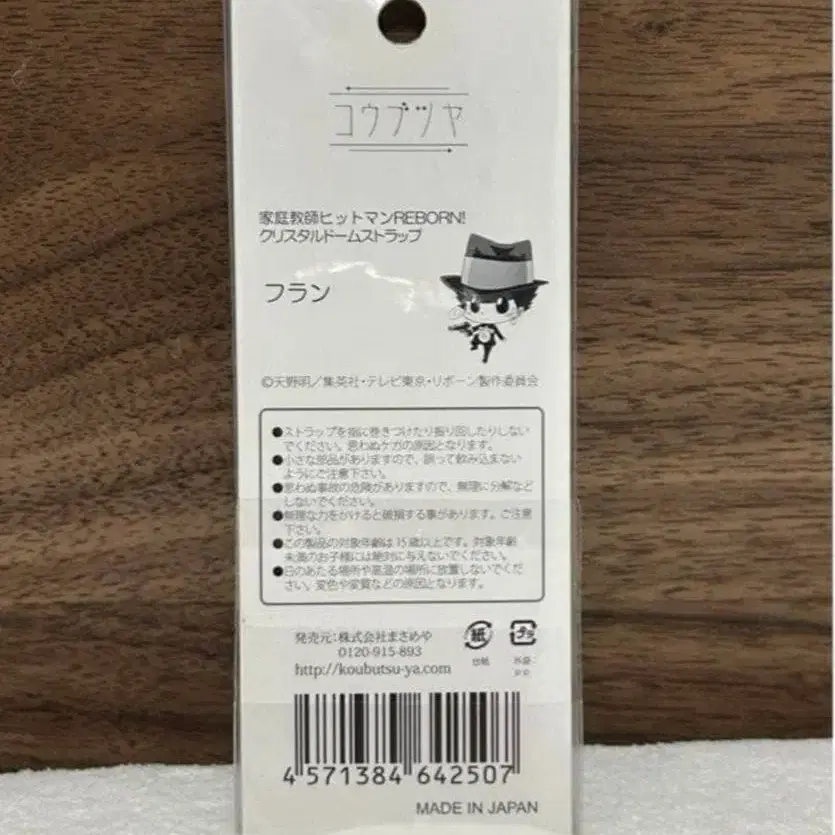 コウブツヤ
家庭教師ヒットマンREBORN!
クリスタルドームストラップ
フラン
©天野明／集英社・テレビ東京・リボーン製作委員会
●ストラップを指に巻きつけたり振り回したりしない
でください。思わぬケガの原因となります。
●小さな部品がありますので、誤って飲み込まない
ようにご注意下さい。
●思わぬ事故の危険がありますので、無理に分解など
しないでください。
●無理な力をかけると破損する事があります。ご注意
下さい。
●この製品の対象年齢は15歳以上です。対象年齢
未満のお子様には絶対に与えないでください。
●日のあたる場所や高温の場所に放置しないでくだ
さい。変色や変質などの原因となります。
発売元:株式会社まさめや
0120-915-893
http://koubutsu-ya.com
紙
台紙
プラ
外袋:
PP
4 571384 642507
MADE IN JAPAN